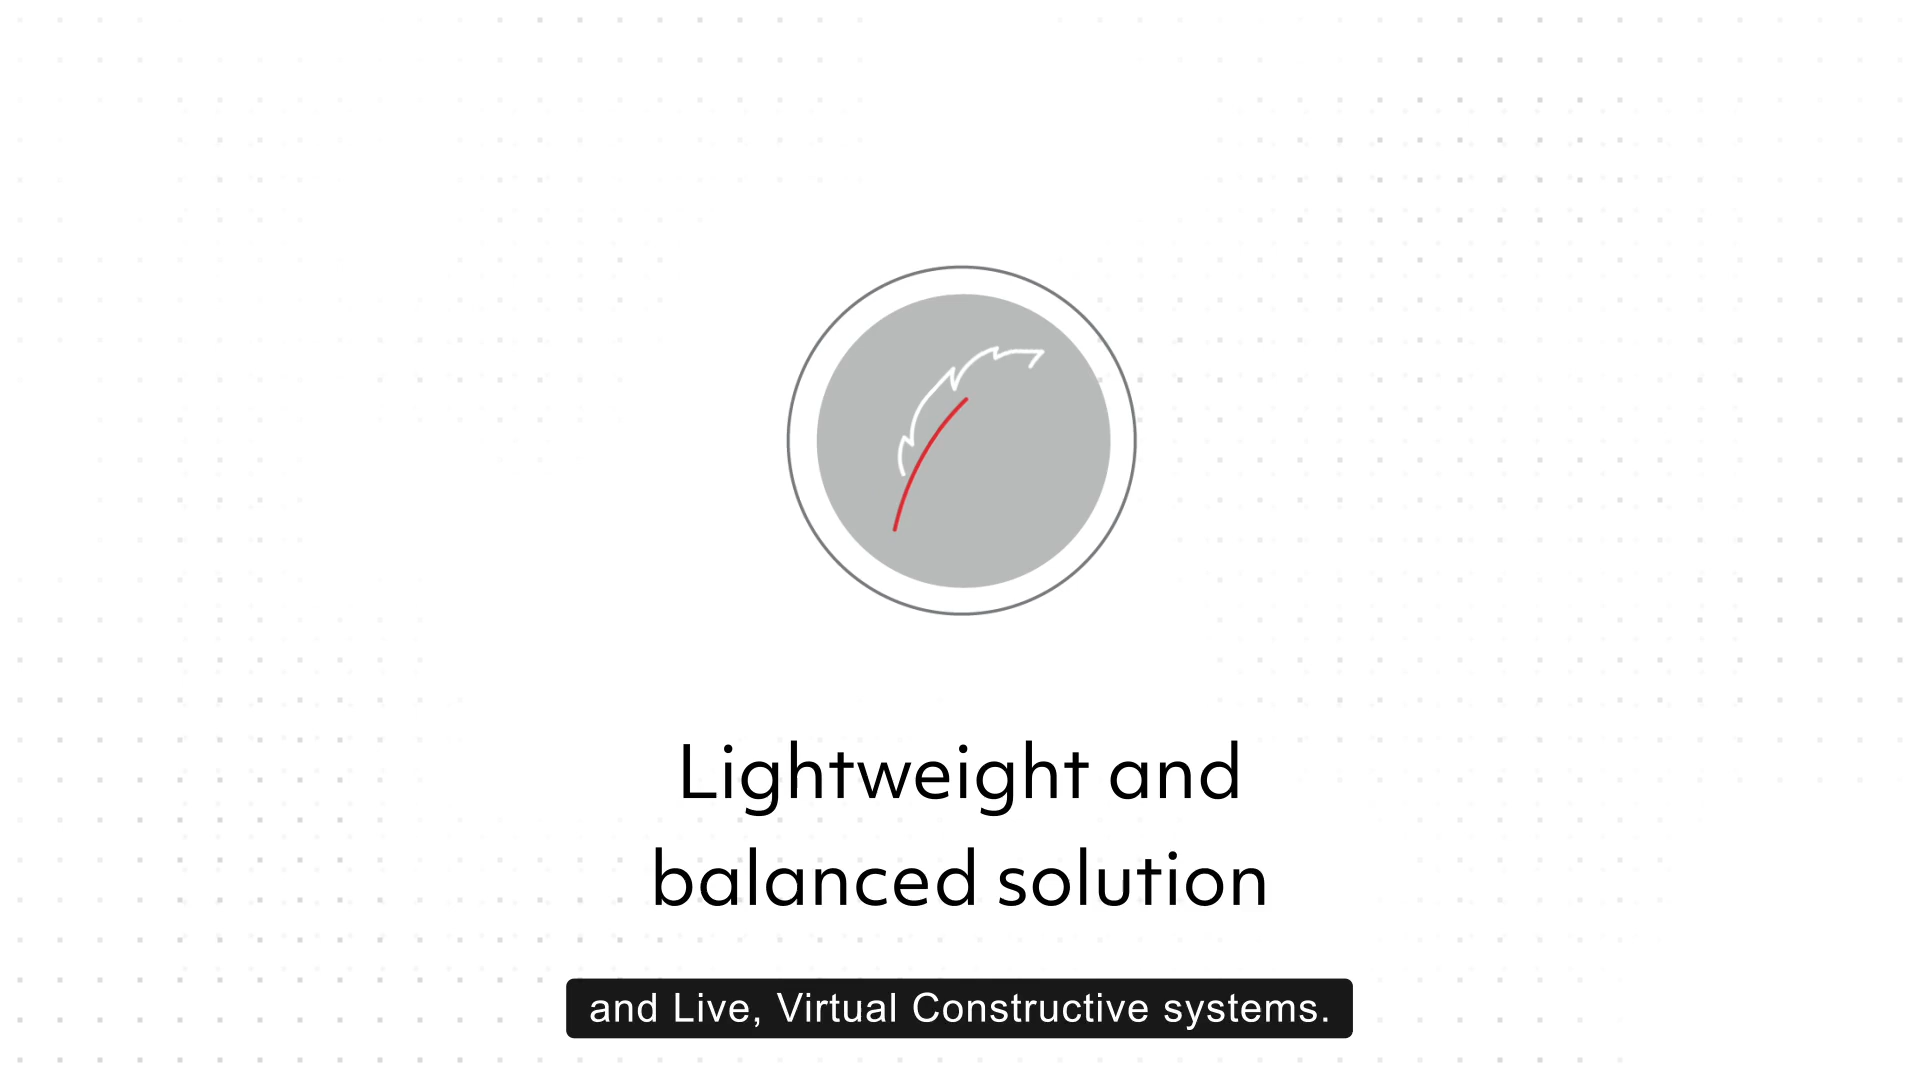 Lightweight and
balanced solution
and Live, Virtual Constructive systems.